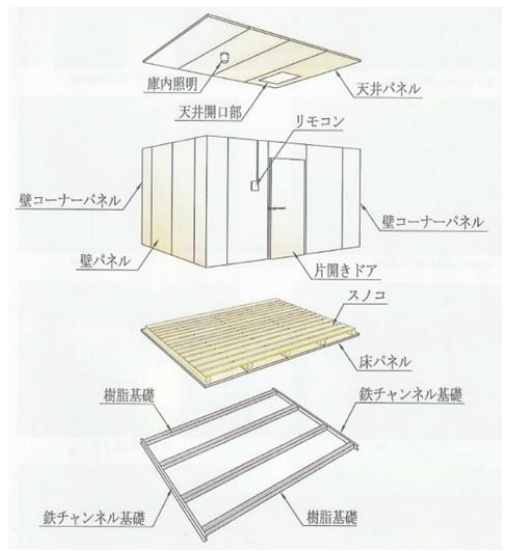 庫内照明
天井パネル
天井開口部
リモコン
壁コーナーパネル
壁コーナーパネル
壁パネル
片開きドア
スノコ
床パネル
樹脂基礎
鉄チャンネル基礎
鉄チャンネル基礎
樹脂基礎